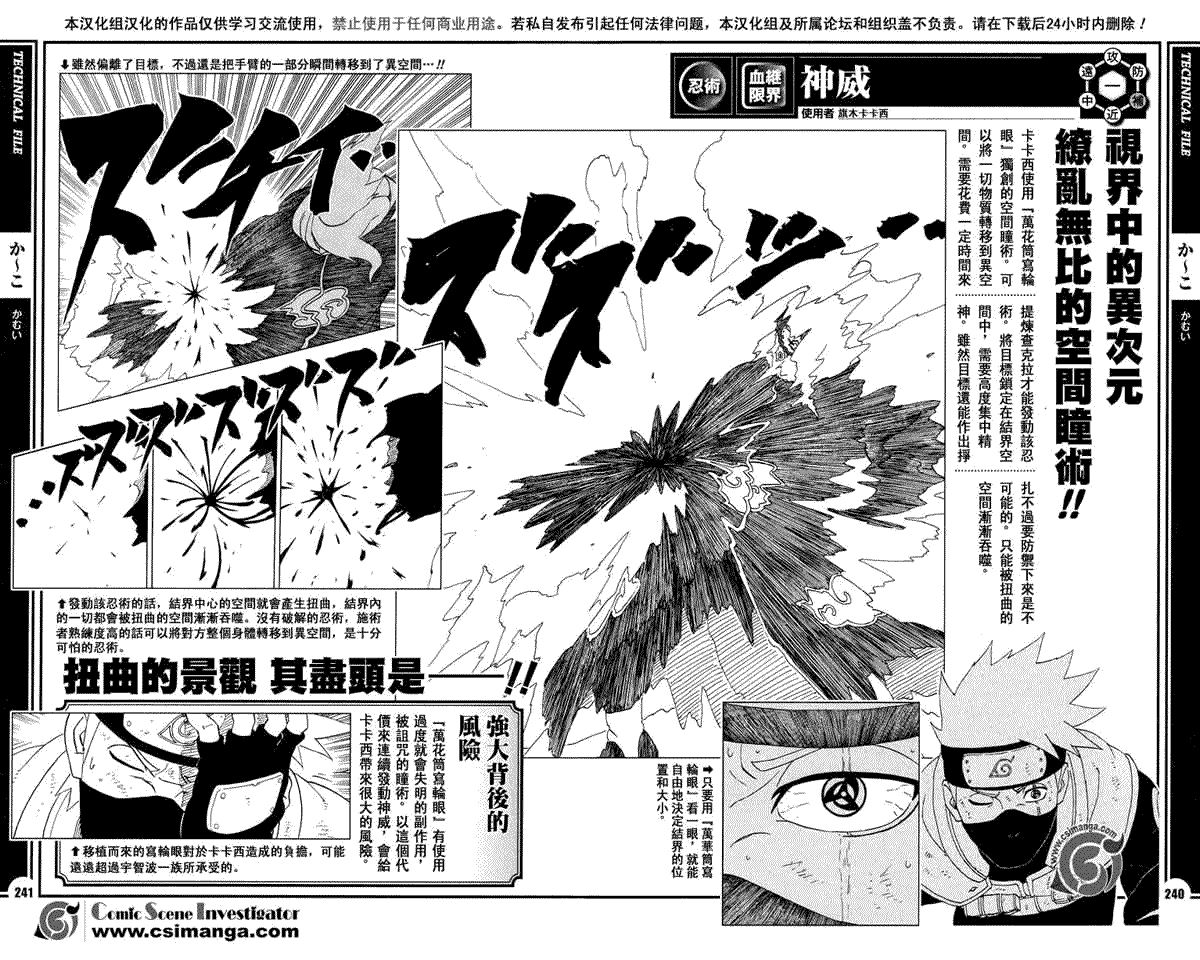 本汉化组汉化的作品仅供学习交流使用，禁止使用于任何商业用途。若私自发布引起任何法律问题，本汉化组及所属论坛和组织盖不负责。请在下载后24小时内删除！
TECHNICAL FILE
か～こ
かむい
240
攻
防
補
近
中
遠
一
忍術
血継
限界
神威
使用者 旗木卡卡西
視界中的異次元
繚亂無比的空間瞳術!!
卡卡西使用『萬花筒寫輪
眼』獨創的空間瞳術。可
以將一切物質轉移到異空
間。需要花費一定時間來
提煉查克拉才能發動該忍
術。將目標鎖定在結界空
間中，需要高度集中精
神。雖然目標還能作出掙
扎不過要防禦下來是不
可能的。只能被扭曲的
空間漸漸吞噬。
➡只要用『萬華筒寫
輪眼』看一眼，就能
自由地決定結界的位
置和大小。
ズズズ
⬇雖然偏離了目標，不過還是把手臂的一部分瞬間轉移到了異空間…!!
ズズズズズ
⬆發動該忍術的話，結界中心的空間就會產生扭曲，結界內
的一切都會被扭曲的空間漸漸吞噬。沒有破解的忍術，施術
者熟練度高的話可以將對方整個身體轉移到異空間，是十分
可怕的忍術。
扭曲的景觀 其盡頭是――!!
強大背後的
風險
『萬花筒寫輪眼』有使用
過度就會失明的副作用，
被詛咒的瞳術。以這個代
價來連續發動神威，會給
卡卡西帶來很大的風險。
⬆移植而來的寫輪眼對於卡卡西造成的負擔，可能
遠遠超過宇智波一族所承受的。
TECHNICAL FILE
か～こ
かむい
241
www.csimanga.com
Comic Scene Investigator
www.csimanga.com